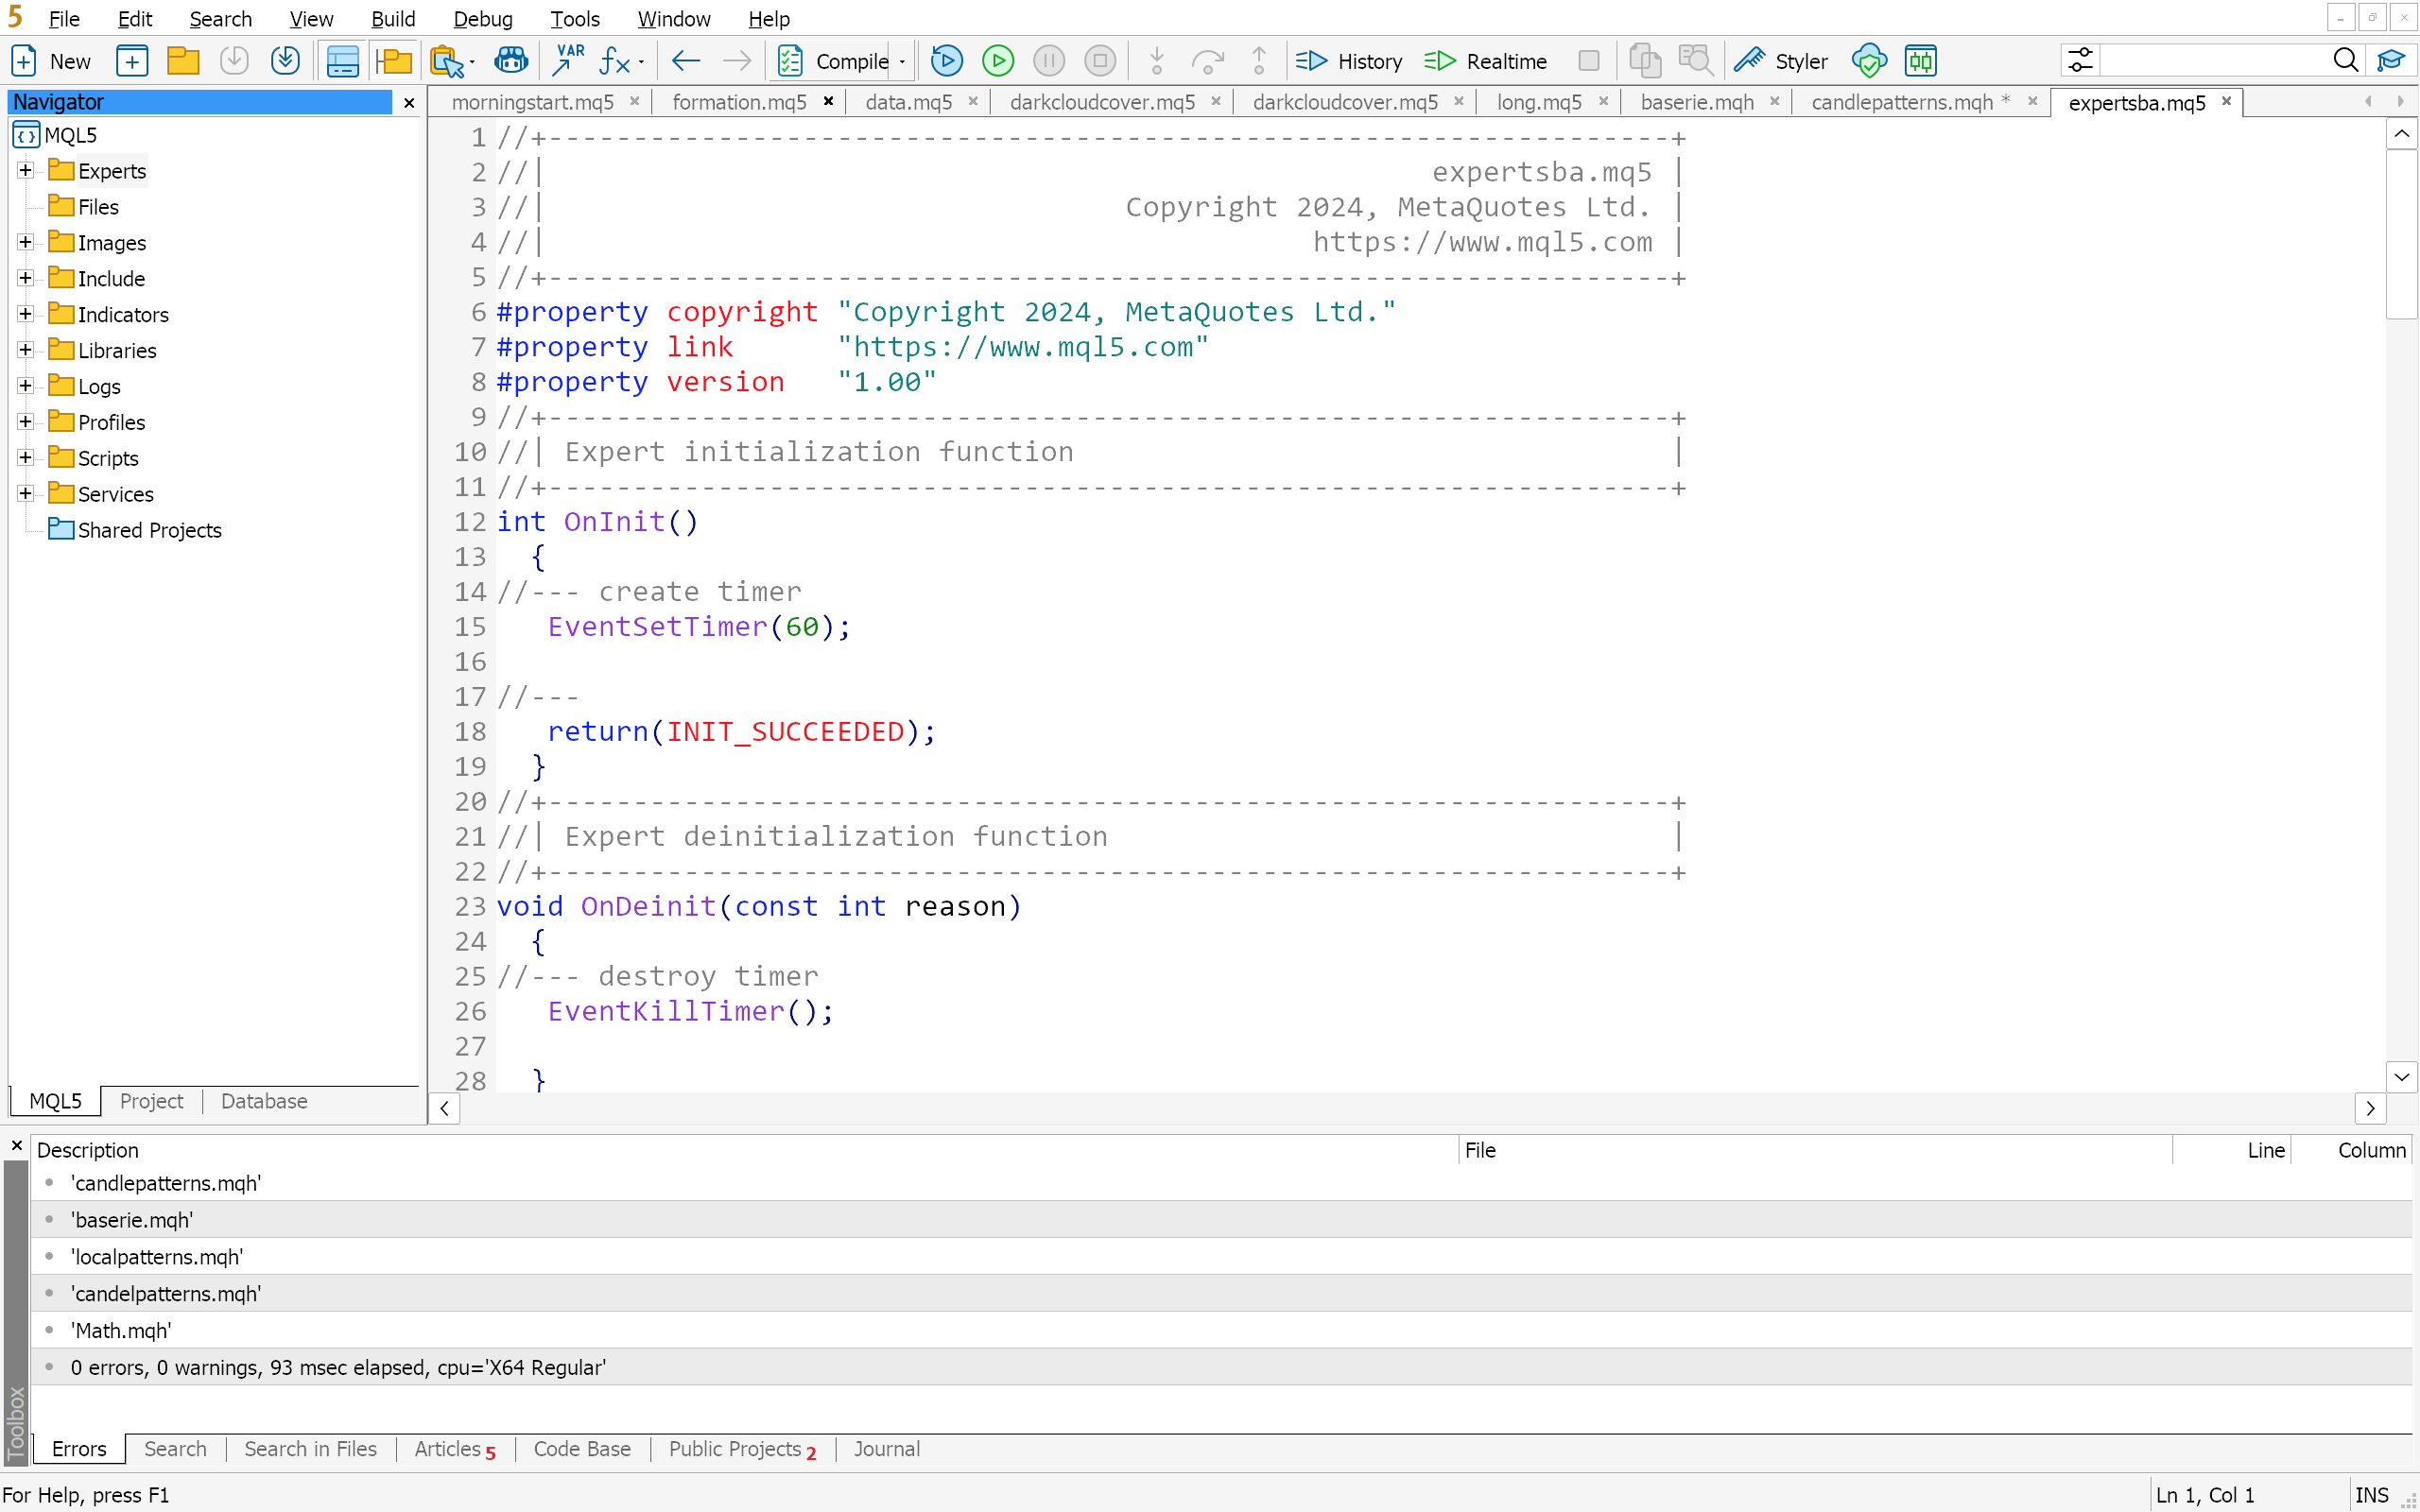 5 File Edit Search View Build Debug Tools Window Help
New VAR fx Compile History Realtime Styler
Navigator
morningstart.mq5 formation.mq5 data.mq5 darkcloudcover.mq5 darkcloudcover.mq5 long.mq5 baserie.mqh candlepatterns.mqh * expertsba.mq5
MQL5
Experts
Files
Images
Include
Indicators
Libraries
Logs
Profiles
Scripts
Services
Shared Projects
MQL5 Project Database
1 //+------------------------------------------------------------------+
2 //| expertsba.mq5 |
3 //| Copyright 2024, MetaQuotes Ltd. |
4 //| https://www.mql5.com |
5 //+------------------------------------------------------------------+
6 #property copyright "Copyright 2024, MetaQuotes Ltd."
7 #property link "https://www.mql5.com"
8 #property version "1.00"
9 //+------------------------------------------------------------------+
10 //| Expert initialization function |
11 //+------------------------------------------------------------------+
12 int OnInit()
13 {
14 //--- create timer
15 EventSetTimer(60);
16
17 //---
18 return(INIT_SUCCEEDED);
19 }
20 //+------------------------------------------------------------------+
21 //| Expert deinitialization function |
22 //+------------------------------------------------------------------+
23 void OnDeinit(const int reason)
24 {
25 //--- destroy timer
26 EventKillTimer();
27
28 }
Description File Line Column
'candlepatterns.mqh'
'baserie.mqh'
'localpatterns.mqh'
'candelpatterns.mqh'
'Math.mqh'
0 errors, 0 warnings, 93 msec elapsed, cpu='X64 Regular'
Toolbox
Errors Search Search in Files Articles 5 Code Base Public Projects 2 Journal
For Help, press F1 Ln 1, Col 1 INS